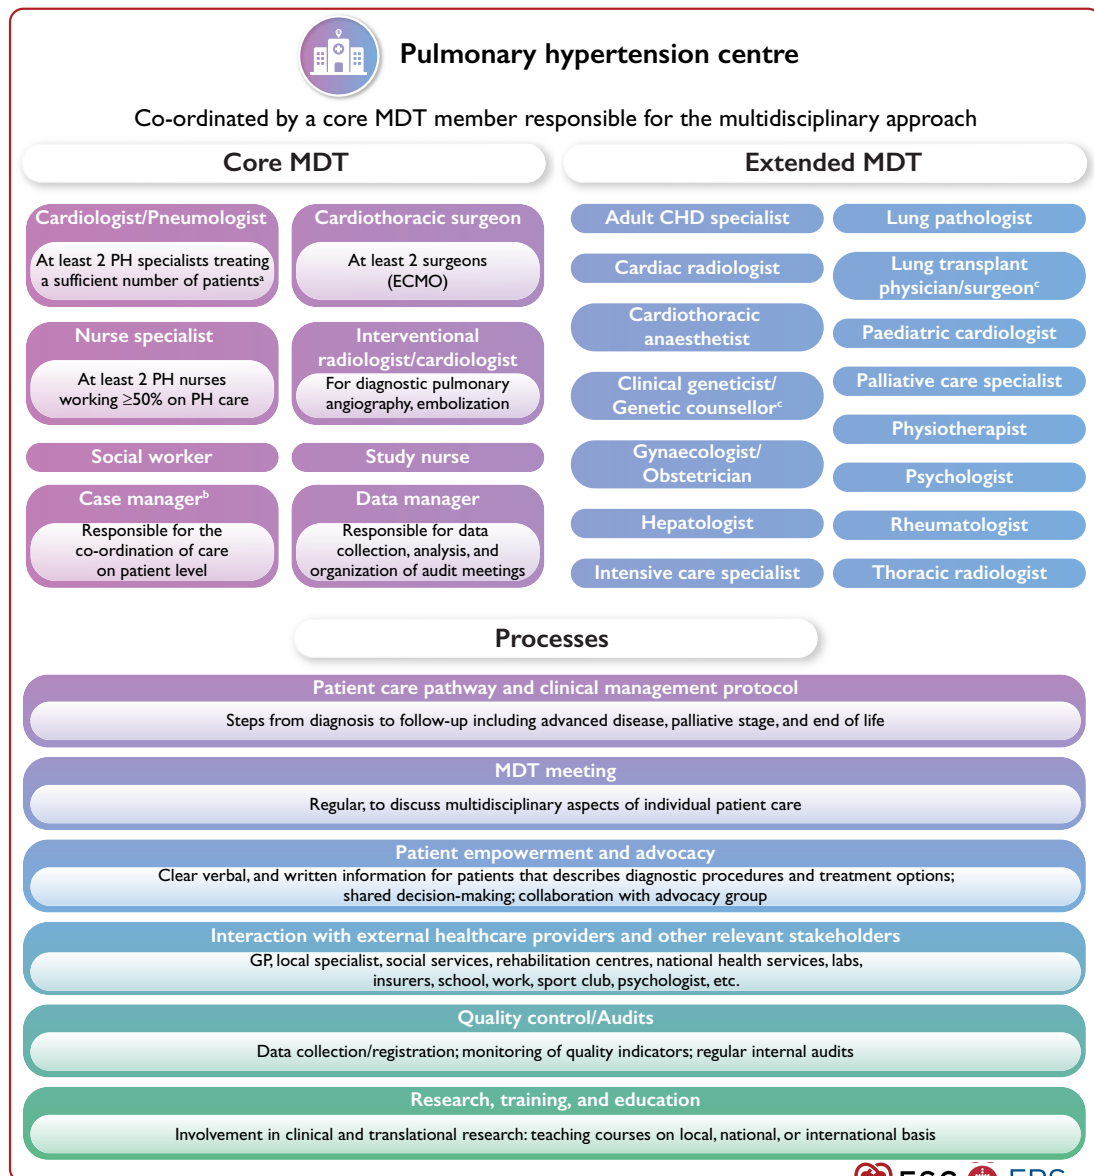 Pulmonary hypertension centre
Co-ordinated by a core MDT member responsible for the multidisciplinary approach
Core MDT
Cardiologist/Pneumologist
At least 2 PH specialists treating
a sufficient number of patientsᵃ
Cardiothoracic surgeon
At least 2 surgeons
(ECMO)
Nurse specialist
At least 2 PH nurses
working ≥50% on PH care
Interventional
radiologist/cardiologist
For diagnostic pulmonary
angiography, embolization
Social worker
Study nurse
Case managerᵇ
Responsible for the
co-ordination of care
on patient level
Data manager
Responsible for data
collection, analysis, and
organization of audit meetings
Extended MDT
Adult CHD specialist
Cardiac radiologist
Cardiothoracic
anaesthetist
Clinical geneticist/
Genetic counsellorᶜ
Gynaecologist/
Obstetrician
Hepatologist
Intensive care specialist
Lung pathologist
Lung transplant
physician/surgeonᶜ
Paediatric cardiologist
Palliative care specialist
Physiotherapist
Psychologist
Rheumatologist
Thoracic radiologist
Processes
Patient care pathway and clinical management protocol
Steps from diagnosis to follow-up including advanced disease, palliative stage, and end of life
MDT meeting
Regular, to discuss multidisciplinary aspects of individual patient care
Patient empowerment and advocacy
Clear verbal, and written information for patients that describes diagnostic procedures and treatment options;
shared decision-making; collaboration with advocacy group
Interaction with external healthcare providers and other relevant stakeholders
GP, local specialist, social services, rehabilitation centres, national health services, labs,
insurers, school, work, sport club, psychologist, etc.
Quality control/Audits
Data collection/registration; monitoring of quality indicators; regular internal audits
Research, training, and education
Involvement in clinical and translational research: teaching courses on local, national, or international basis
ESC ERS